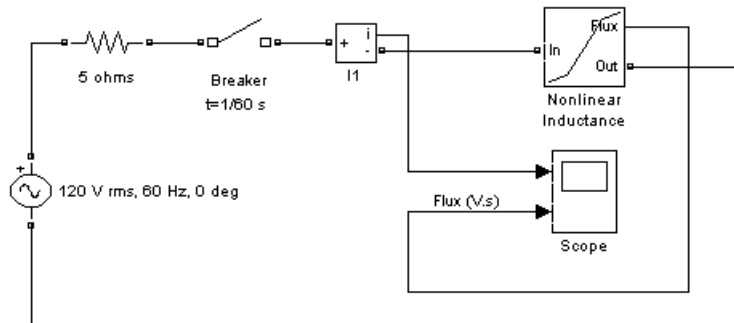 5 ohms
Breaker
t=1/60 s
+
i
-
I1
In
Flux
Out
Nonlinear
Inductance
+
120 V rms, 60 Hz, 0 deg
Flux (V.s)
Scope